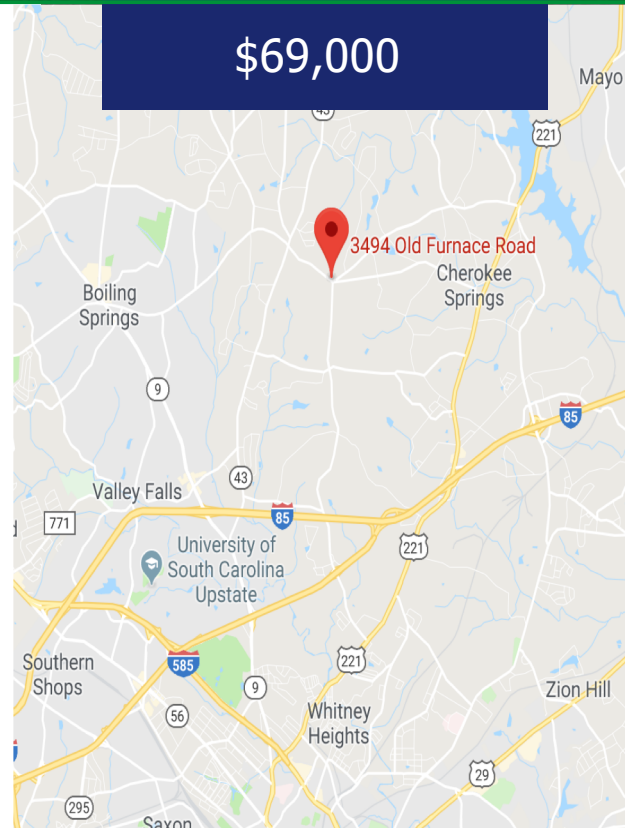 $69,000
Mayo
45
221
3494 Old Furnace Road
Cherokee
Springs
Boiling
Springs
9
85
43
Valley Falls
85
771
221
University of
South Carolina
Upstate
Southern
Shops
585
221
9
Zion Hill
56
Whitney
Heights
29
295
Saxon